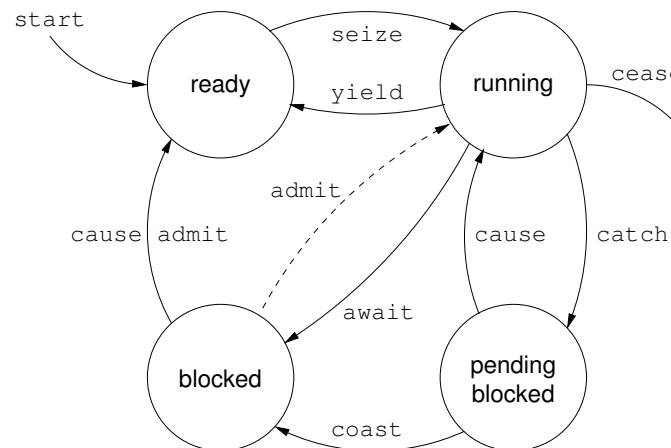 start
seize
ready
running
cease
yield
admit
cause admit
cause
catch
await
blocked
pending
blocked
coast